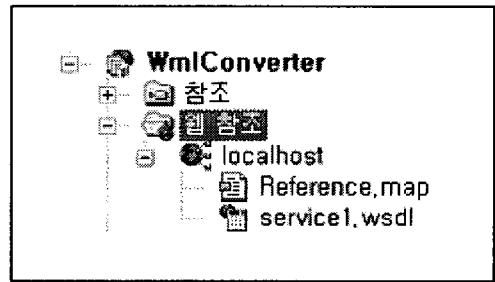 WmlConverter
참조
웹 참조
localhost
Reference.map
service1.wsdl